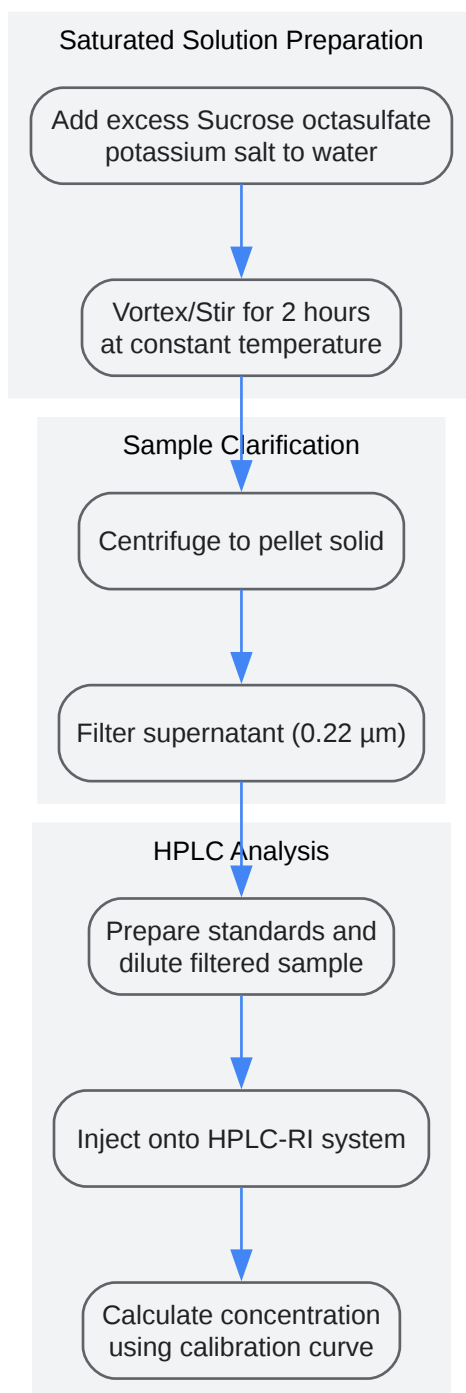 Saturated Solution Preparation
Add excess Sucrose octasulfate
potassium salt to water
Vortex/Stir for 2 hours
at constant temperature
Sample Clarification
Centrifuge to pellet solid
Filter supernatant (0.22 µm)
HPLC Analysis
Prepare standards and
dilute filtered sample
Inject onto HPLC-RI system
Calculate concentration
using calibration curve